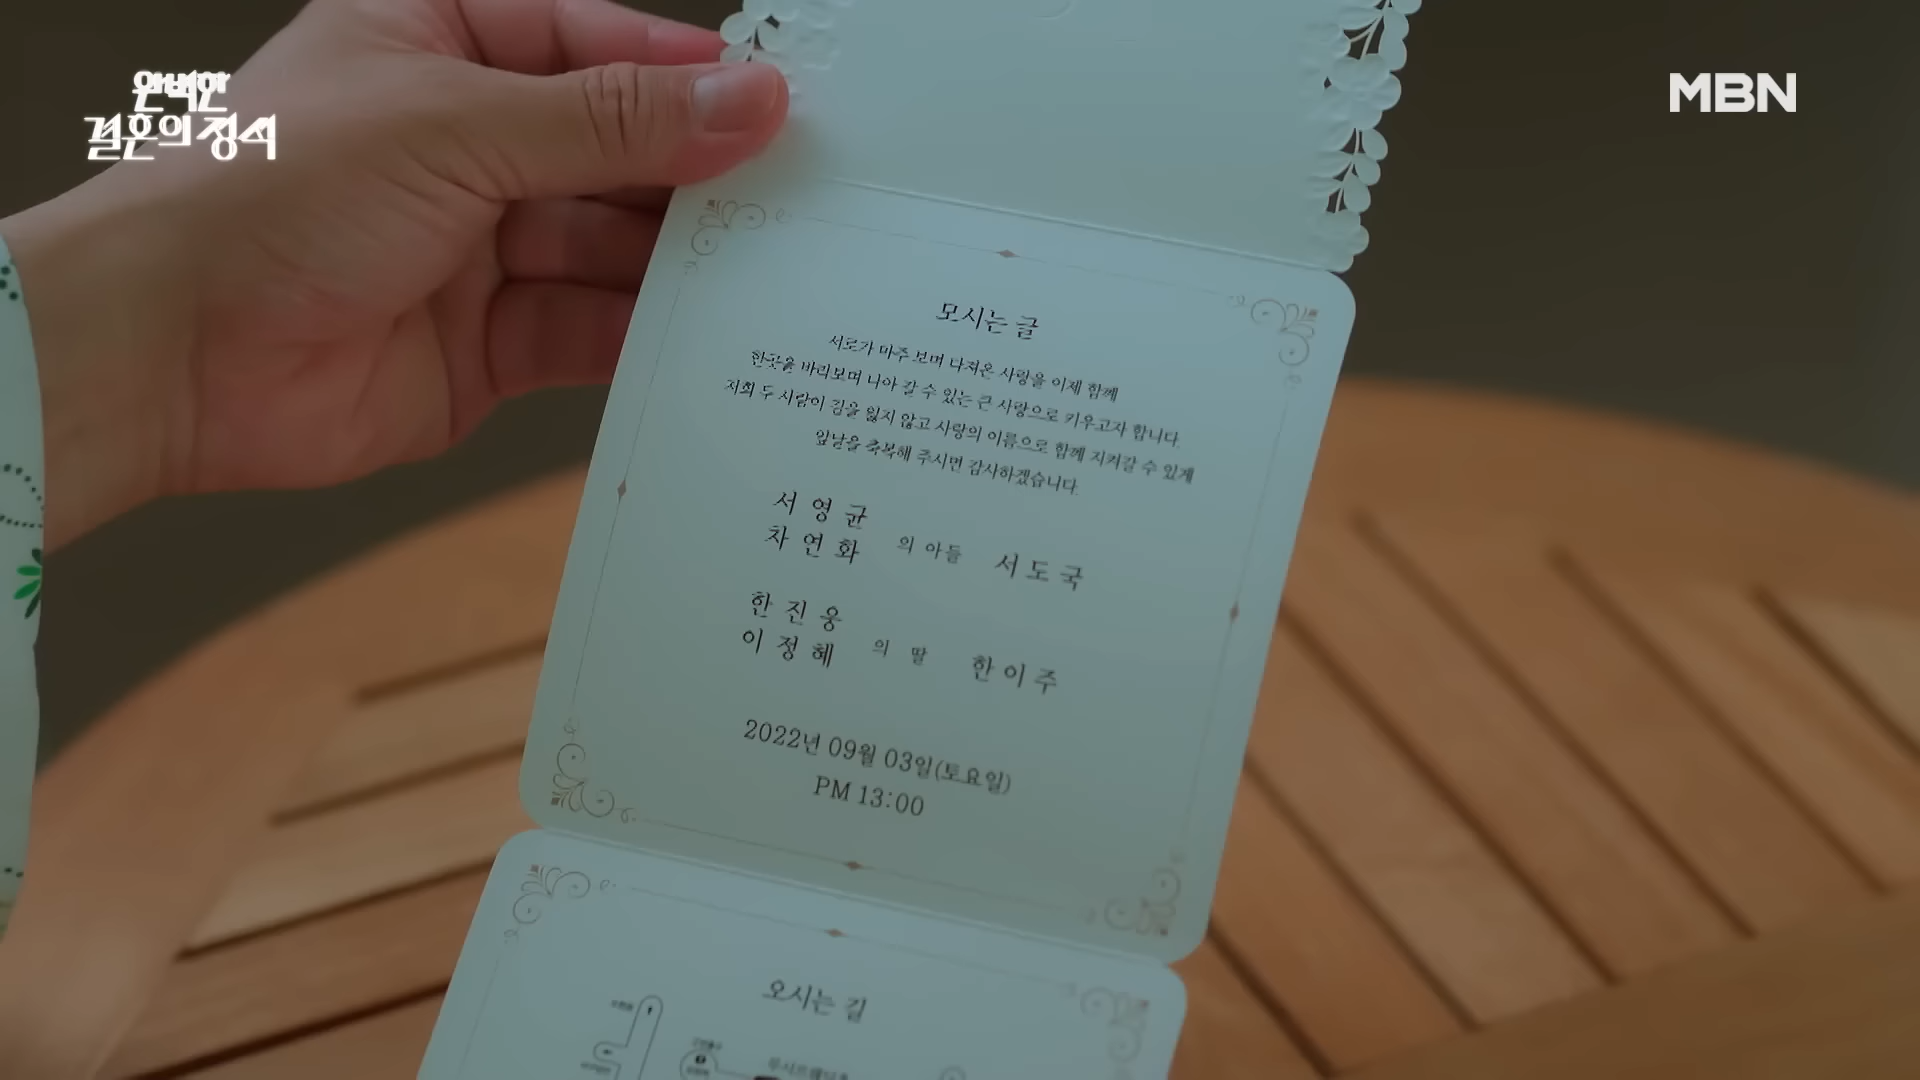 완벽한
결혼의 정석
MBN
모시는 글
서로가 마주 보며 다져온 사랑을 이제 함께
한곳을 바라보며 나아 갈 수 있는 큰 사랑으로 키우고자 합니다.
저희 두 사람이 길을 잃지 않고 사랑의 이름으로 함께 지켜갈 수 있게
앞날을 축복해 주시면 감사하겠습니다.
서영균
차연화 의 아들 서도국
한진웅
이정혜 의 딸 한이주
2022년 09월 03일(토요일)
PM 13:00
오시는 길